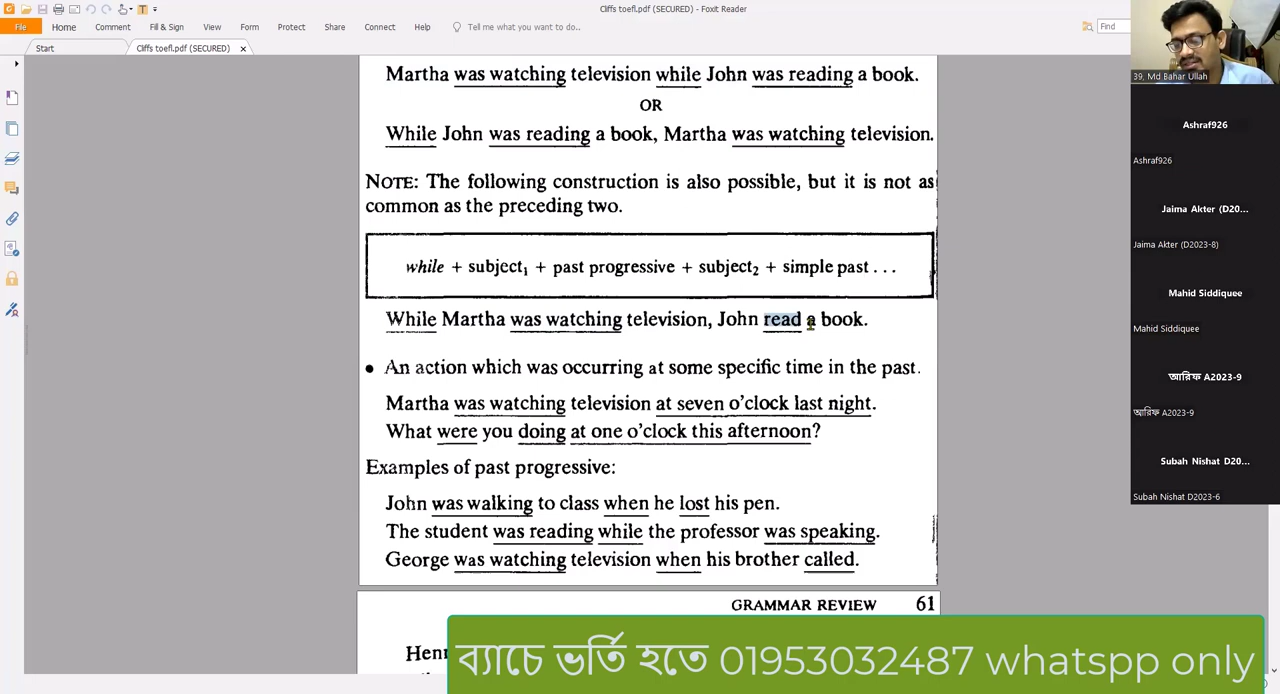 Cliffs toefl.pdf (SECURED) - Foxit Reader
File Home Comment Fill & Sign View Form Protect Share Connect Help Tell me what you want to do.. Find
Start Cliffs toefl.pdf (SECURED)
Martha was watching television while John was reading a book.
OR
While John was reading a book, Martha was watching television.
NOTE: The following construction is also possible, but it is not as
common as the preceding two.
while + subject₁ + past progressive + subject₂ + simple past . . .
While Martha was watching television, John read a book.
• An action which was occurring at some specific time in the past.
Martha was watching television at seven o'clock last night.
What were you doing at one o'clock this afternoon?
Examples of past progressive:
John was walking to class when he lost his pen.
The student was reading while the professor was speaking.
George was watching television when his brother called.
GRAMMAR REVIEW 61
Henr
ব্যাচে ভর্তি হতে 01953032487 whatspp only
39, Md Bahar Ullah
Ashraf926
Ashraf926
Jaima Akter (D20...
Jaima Akter (D2023-8)
Mahid Siddiquee
Mahid Siddiquee
আরিফ A2023-9
আরিফ A2023-9
Subah Nishat D20...
Subah Nishat D2023-6